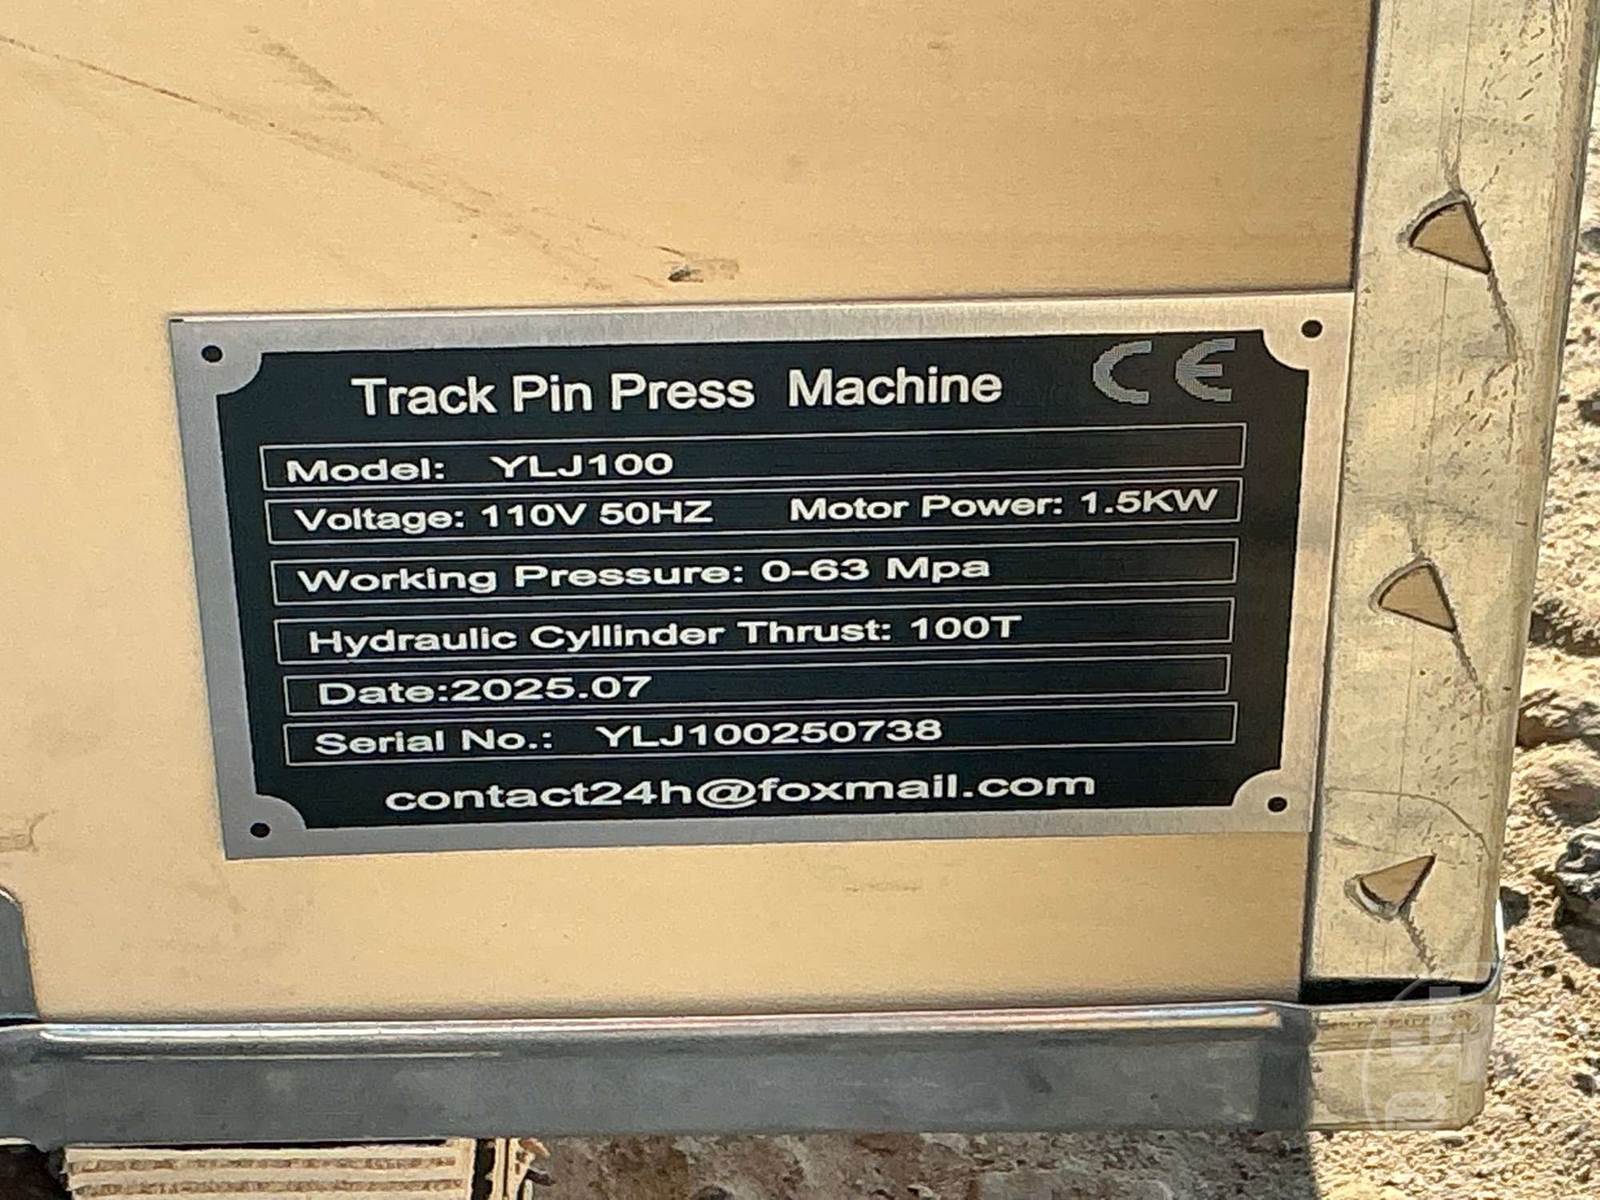 Track Pin Press Machine CE
Model: YLJ100
Voltage: 110V 50HZ Motor Power: 1.5KW
Working Pressure: 0-63 Mpa
Hydraulic Cyllinder Thrust: 100T
Date:2025.07
Serial No.: YLJ100250738
contact24h@foxmail.com